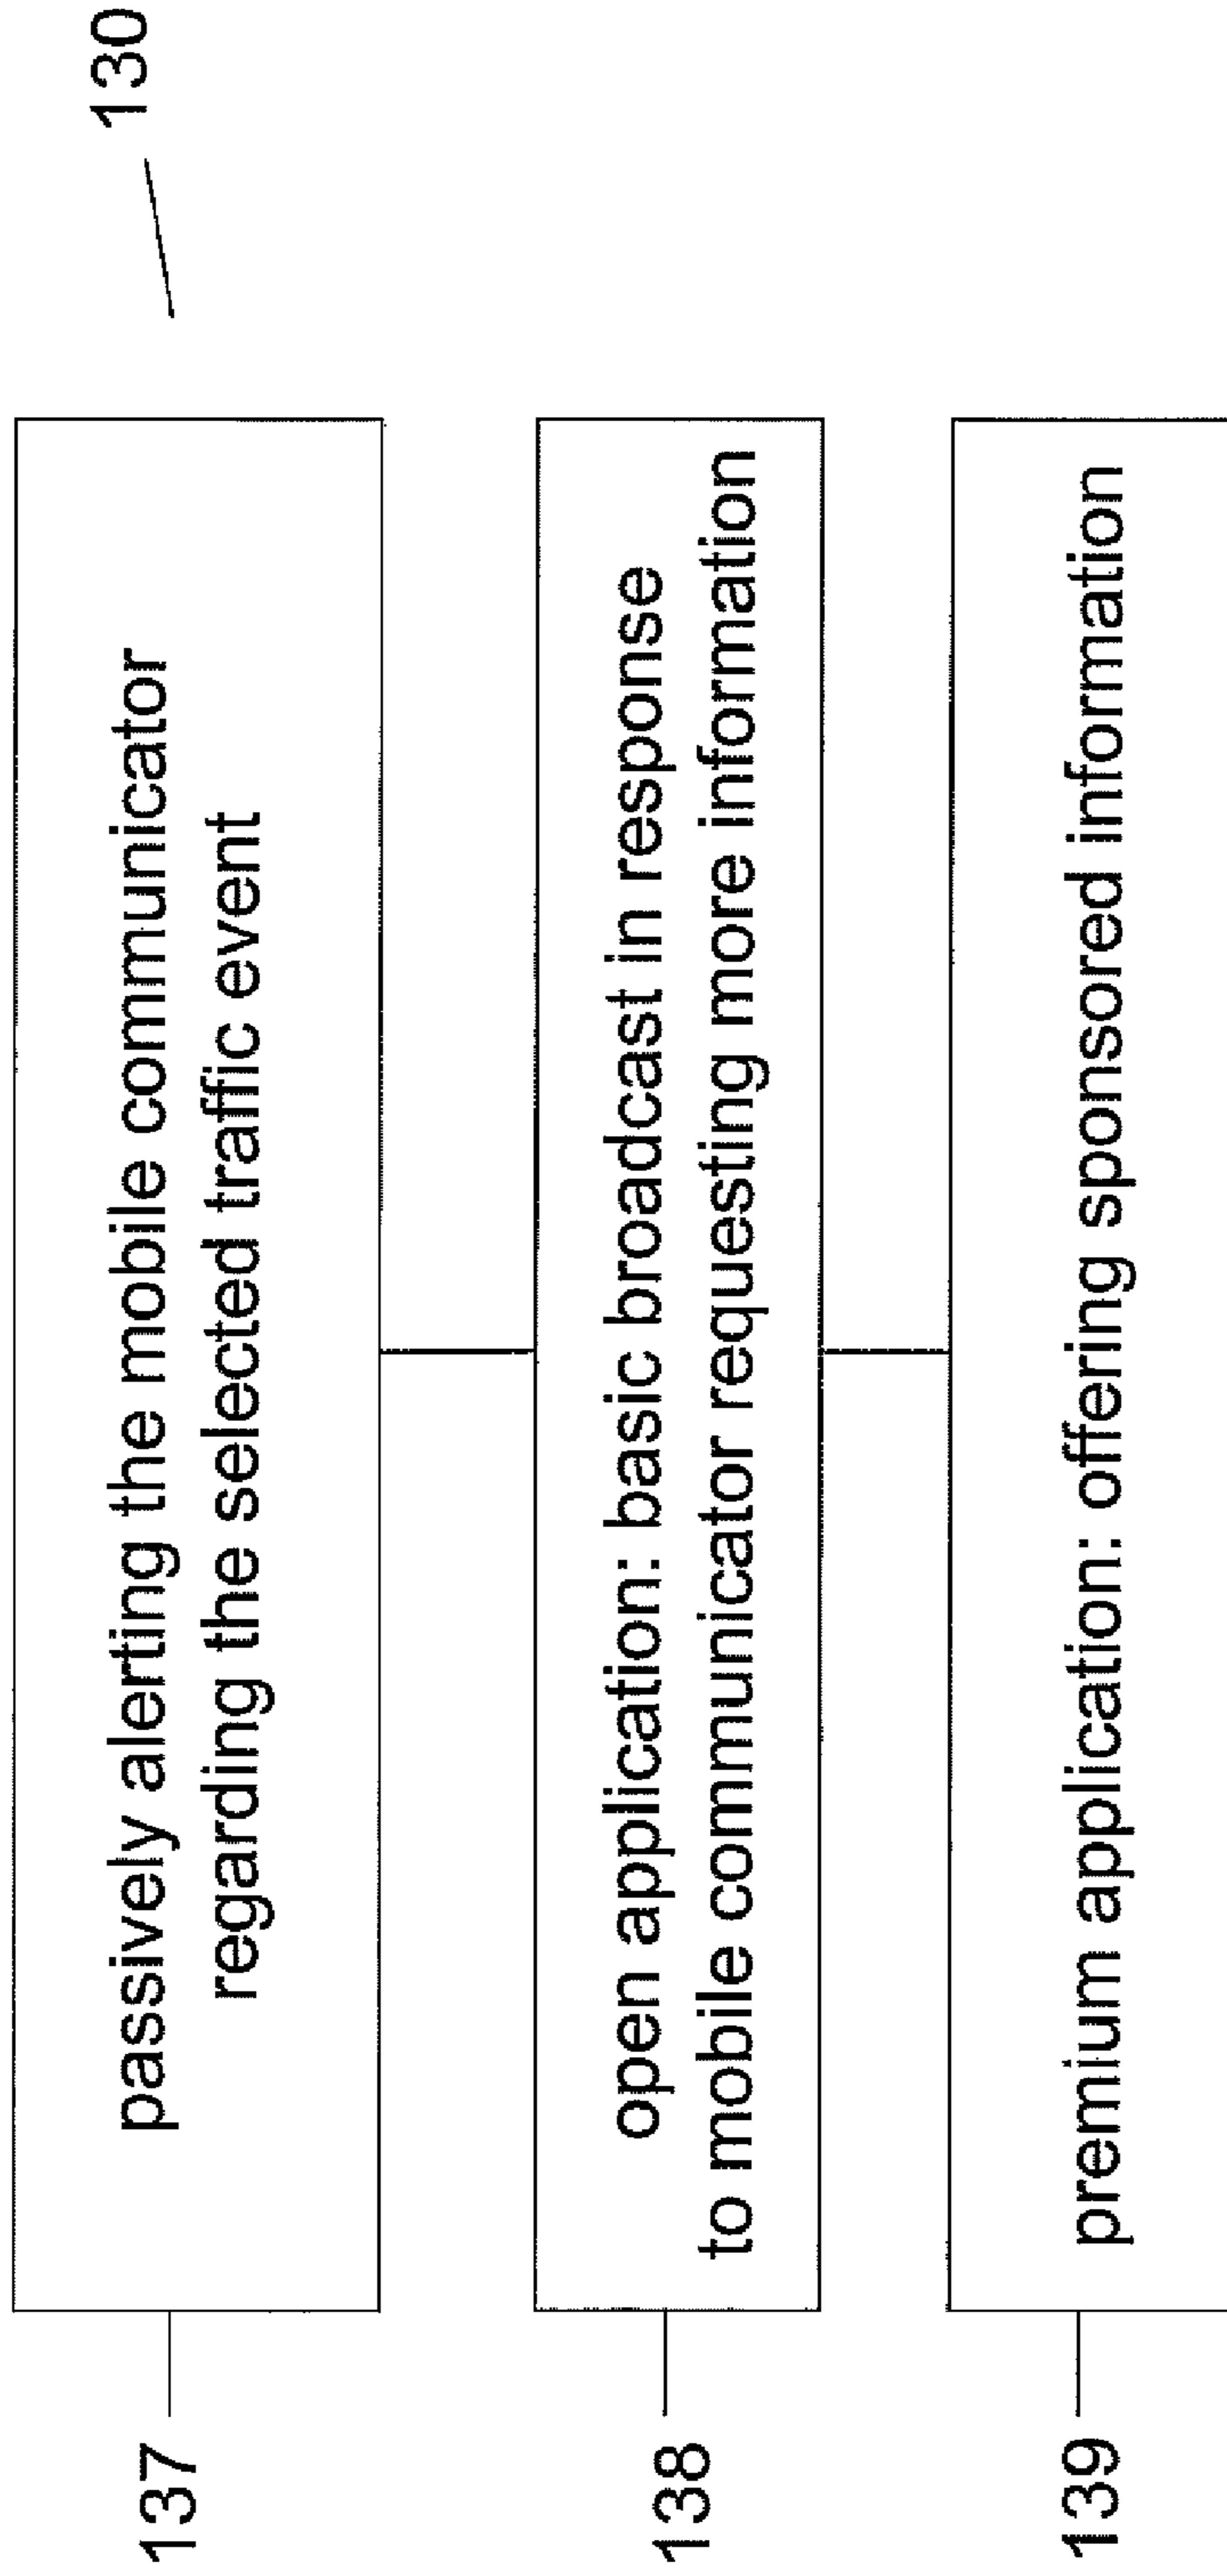 130
137
passively alerting the mobile communicator
regarding the selected traffic event
138
open application: basic broadcast in response
to mobile communicator requesting more information
139
premium application: offering sponsored information